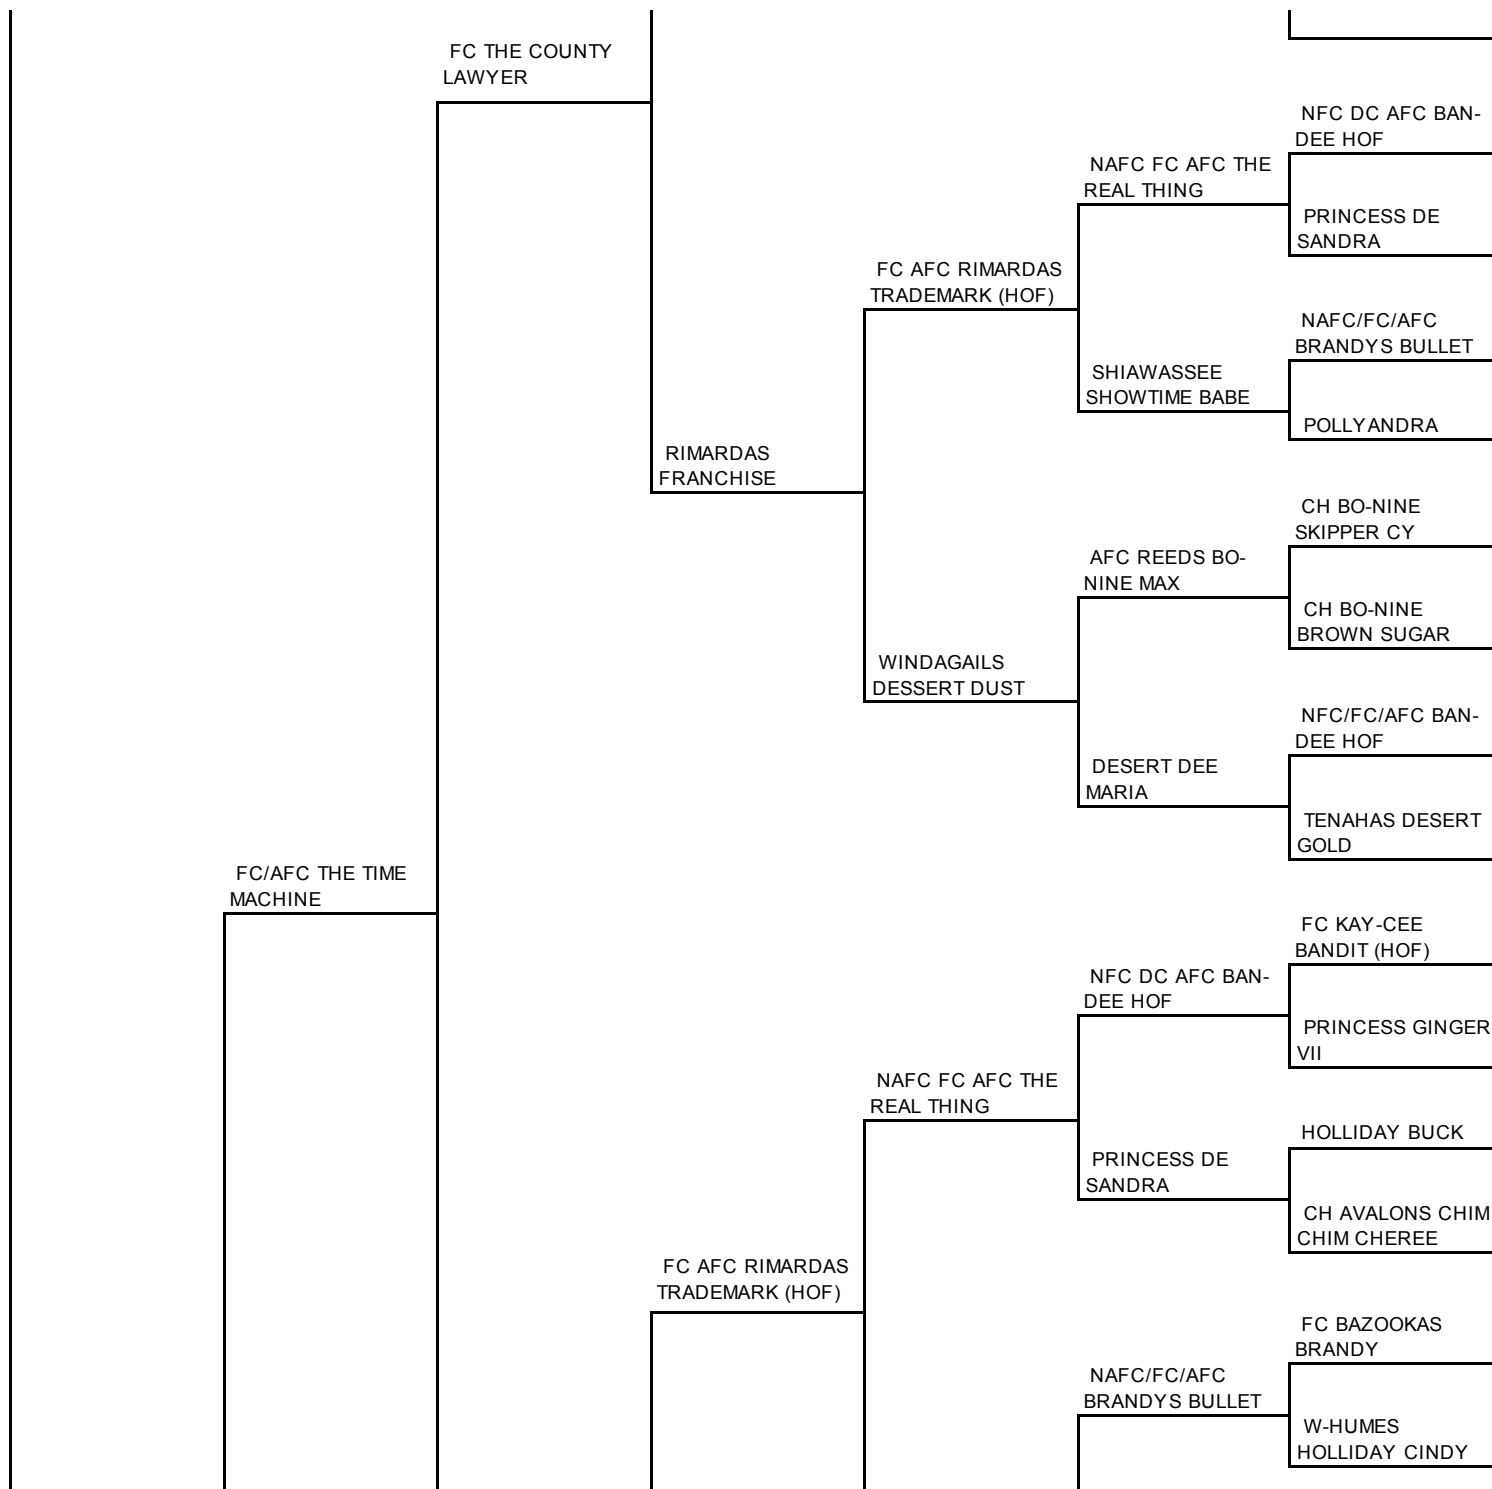 FC THE COUNTY
LAWYER
NFC DC AFC BAN-
DEE HOF
NAFC FC AFC THE
REAL THING
PRINCESS DE
SANDRA
FC AFC RIMARDAS
TRADEMARK (HOF)
NAFC/FC/AFC
BRANDYS BULLET
SHIAWASSEE
SHOWTIME BABE
POLLYANDRA
RIMARDAS
FRANCHISE
CH BO-NINE
SKIPPER CY
AFC REEDS BO-
NINE MAX
CH BO-NINE
BROWN SUGAR
WINDAGAILS
DESSERT DUST
NFC/FC/AFC BAN-
DEE HOF
DESERT DEE
MARIA
TENAHAS DESERT
GOLD
FC/AFC THE TIME
MACHINE
FC KAY-CEE
BANDIT (HOF)
NFC DC AFC BAN-
DEE HOF
PRINCESS GINGER
VII
NAFC FC AFC THE
REAL THING
HOLLIDAY BUCK
PRINCESS DE
SANDRA
CH AVALONS CHIM
CHIM CHEREE
FC AFC RIMARDAS
TRADEMARK (HOF)
FC BAZOOKAS
BRANDY
NAFC/FC/AFC
BRANDYS BULLET
W-HUMES
HOLLIDAY CINDY